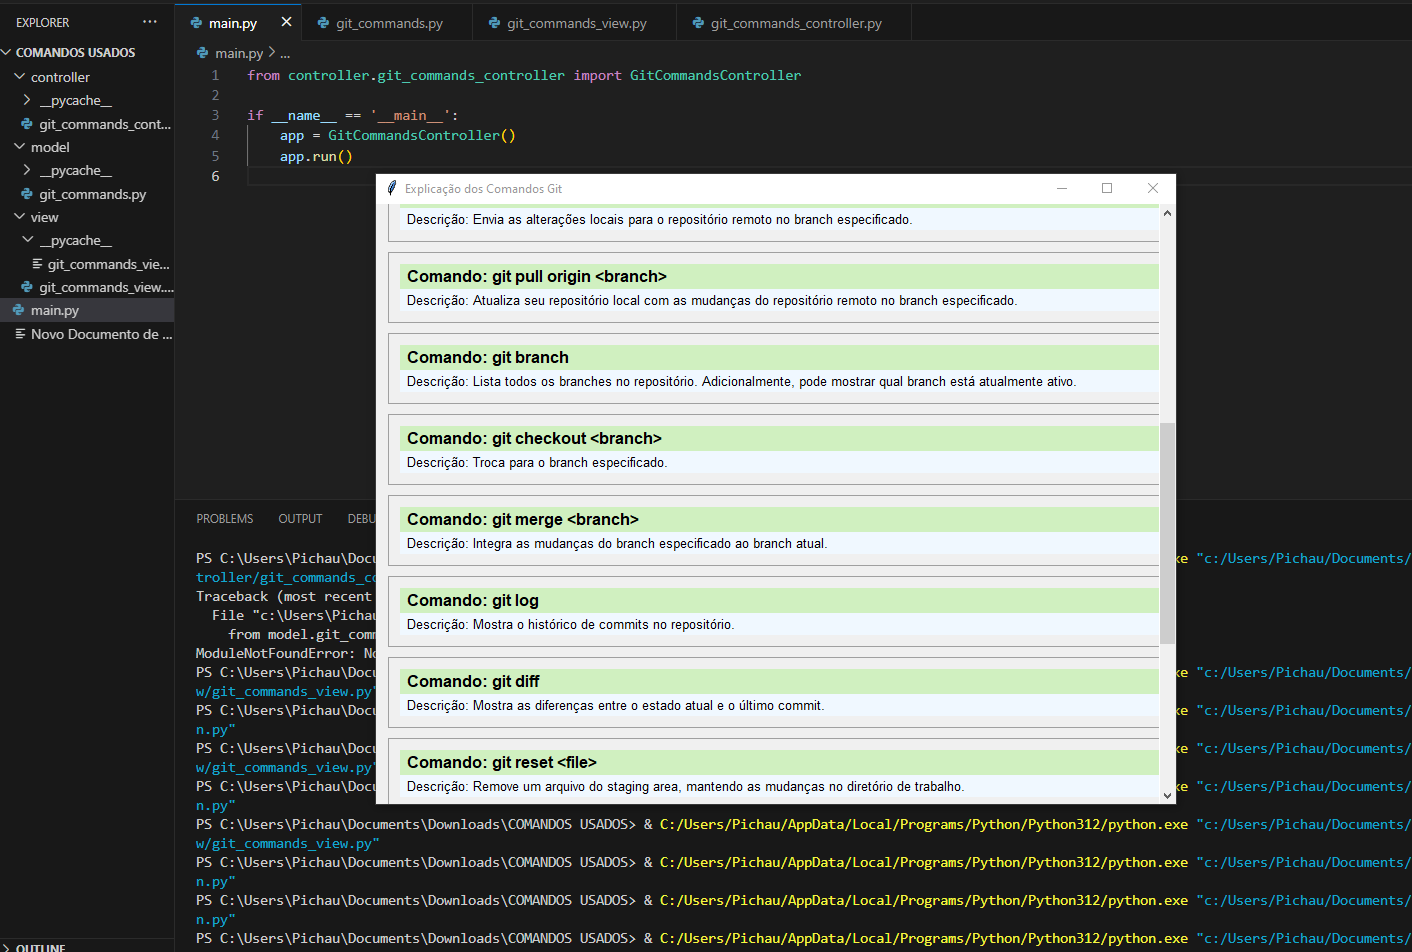 EXPLORER
COMANDOS USADOS
controller
__pycache__
git_commands_cont...
model
__pycache__
git_commands.py
view
__pycache__
git_commands_vie...
git_commands_view....
main.py
Novo Documento de ...
OUTLINE
main.py
git_commands.py
git_commands_view.py
git_commands_controller.py
main.py > ...
1 from controller.git_commands_controller import GitCommandsController
2
3 if __name__ == '__main__':
4 app = GitCommandsController()
5 app.run()
6
Explicação dos Comandos Git
Descrição: Envia as alterações locais para o repositório remoto no branch especificado.
Comando: git pull origin <branch>
Descrição: Atualiza seu repositório local com as mudanças do repositório remoto no branch especificado.
Comando: git branch
Descrição: Lista todos os branches no repositório. Adicionalmente, pode mostrar qual branch está atualmente ativo.
Comando: git checkout <branch>
Descrição: Troca para o branch especificado.
Comando: git merge <branch>
Descrição: Integra as mudanças do branch especificado ao branch atual.
Comando: git log
Descrição: Mostra o histórico de commits no repositório.
Comando: git diff
Descrição: Mostra as diferenças entre o estado atual e o último commit.
Comando: git reset <file>
Descrição: Remove um arquivo do staging area, mantendo as mudanças no diretório de trabalho.
PROBLEMS OUTPUT DEBU
PS C:\Users\Pichau\Docu xe "c:/Users/Pichau/Documents/
troller/git_commands_co
Traceback (most recent
File "c:\Users\Pichau
from model.git_comm
ModuleNotFoundError: No
PS C:\Users\Pichau\Docu xe "c:/Users/Pichau/Documents/
w/git_commands_view.py"
PS C:\Users\Pichau\Docu xe "c:/Users/Pichau/Documents/
n.py"
PS C:\Users\Pichau\Docu xe "c:/Users/Pichau/Documents/
w/git_commands_view.py"
PS C:\Users\Pichau\Docu xe "c:/Users/Pichau/Documents/
n.py"
PS C:\Users\Pichau\Documents\Downloads\COMANDOS USADOS> & C:/Users/Pichau/AppData/Local/Programs/Python/Python312/python.exe "c:/Users/Pichau/Documents/
w/git_commands_view.py"
PS C:\Users\Pichau\Documents\Downloads\COMANDOS USADOS> & C:/Users/Pichau/AppData/Local/Programs/Python/Python312/python.exe "c:/Users/Pichau/Documents/
n.py"
PS C:\Users\Pichau\Documents\Downloads\COMANDOS USADOS> & C:/Users/Pichau/AppData/Local/Programs/Python/Python312/python.exe "c:/Users/Pichau/Documents/
n.py"
PS C:\Users\Pichau\Documents\Downloads\COMANDOS USADOS> & C:/Users/Pichau/AppData/Local/Programs/Python/Python312/python.exe "c:/Users/Pichau/Documents/